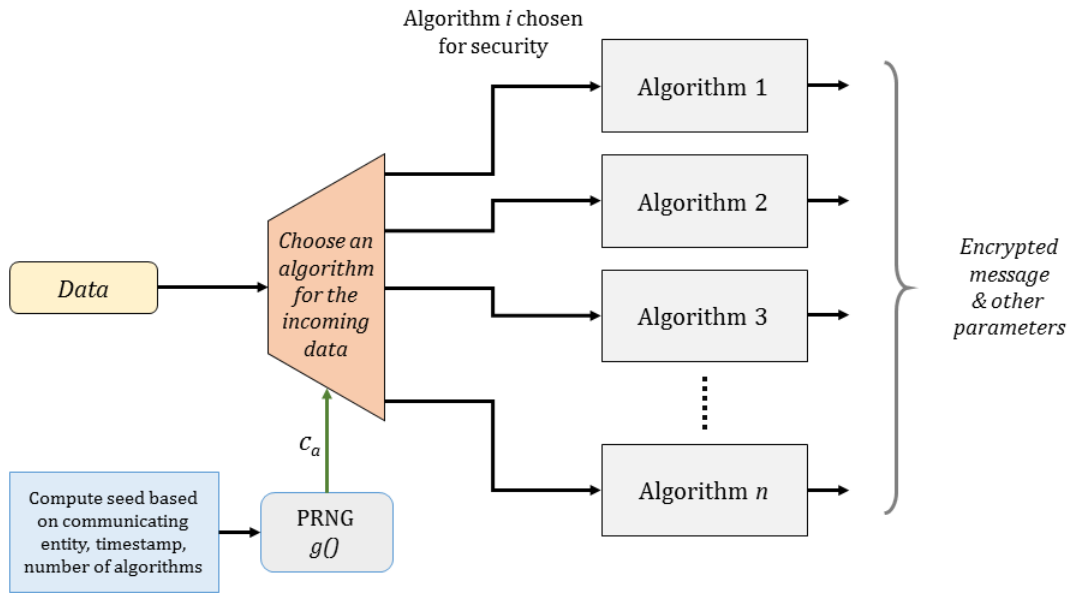 Algorithm i chosen
for security
Algorithm 1
Algorithm 2
Algorithm 3
Algorithm n
Data
Choose an
algorithm
for the
incoming
data
Encrypted
message
& other
parameters
Cₐ
Compute seed based
on communicating
entity, timestamp,
number of algorithms
PRNG
g()